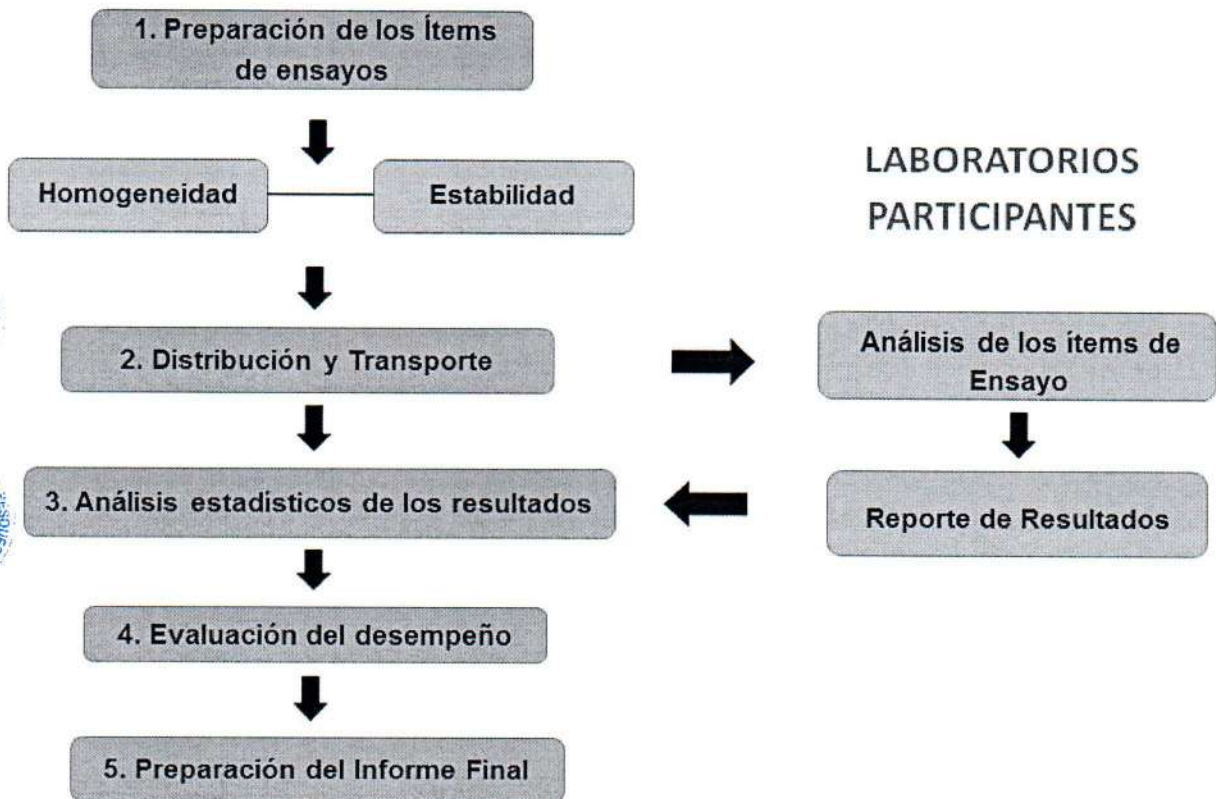 1. Preparación de los Ítems
de ensayos
Homogeneidad
Estabilidad
LABORATORIOS
PARTICIPANTES
2. Distribución y Transporte
Análisis de los ítems de
Ensayo
3. Análisis estadísticos de los resultados
Reporte de Resultados
4. Evaluación del desempeño
5. Preparación del Informe Final